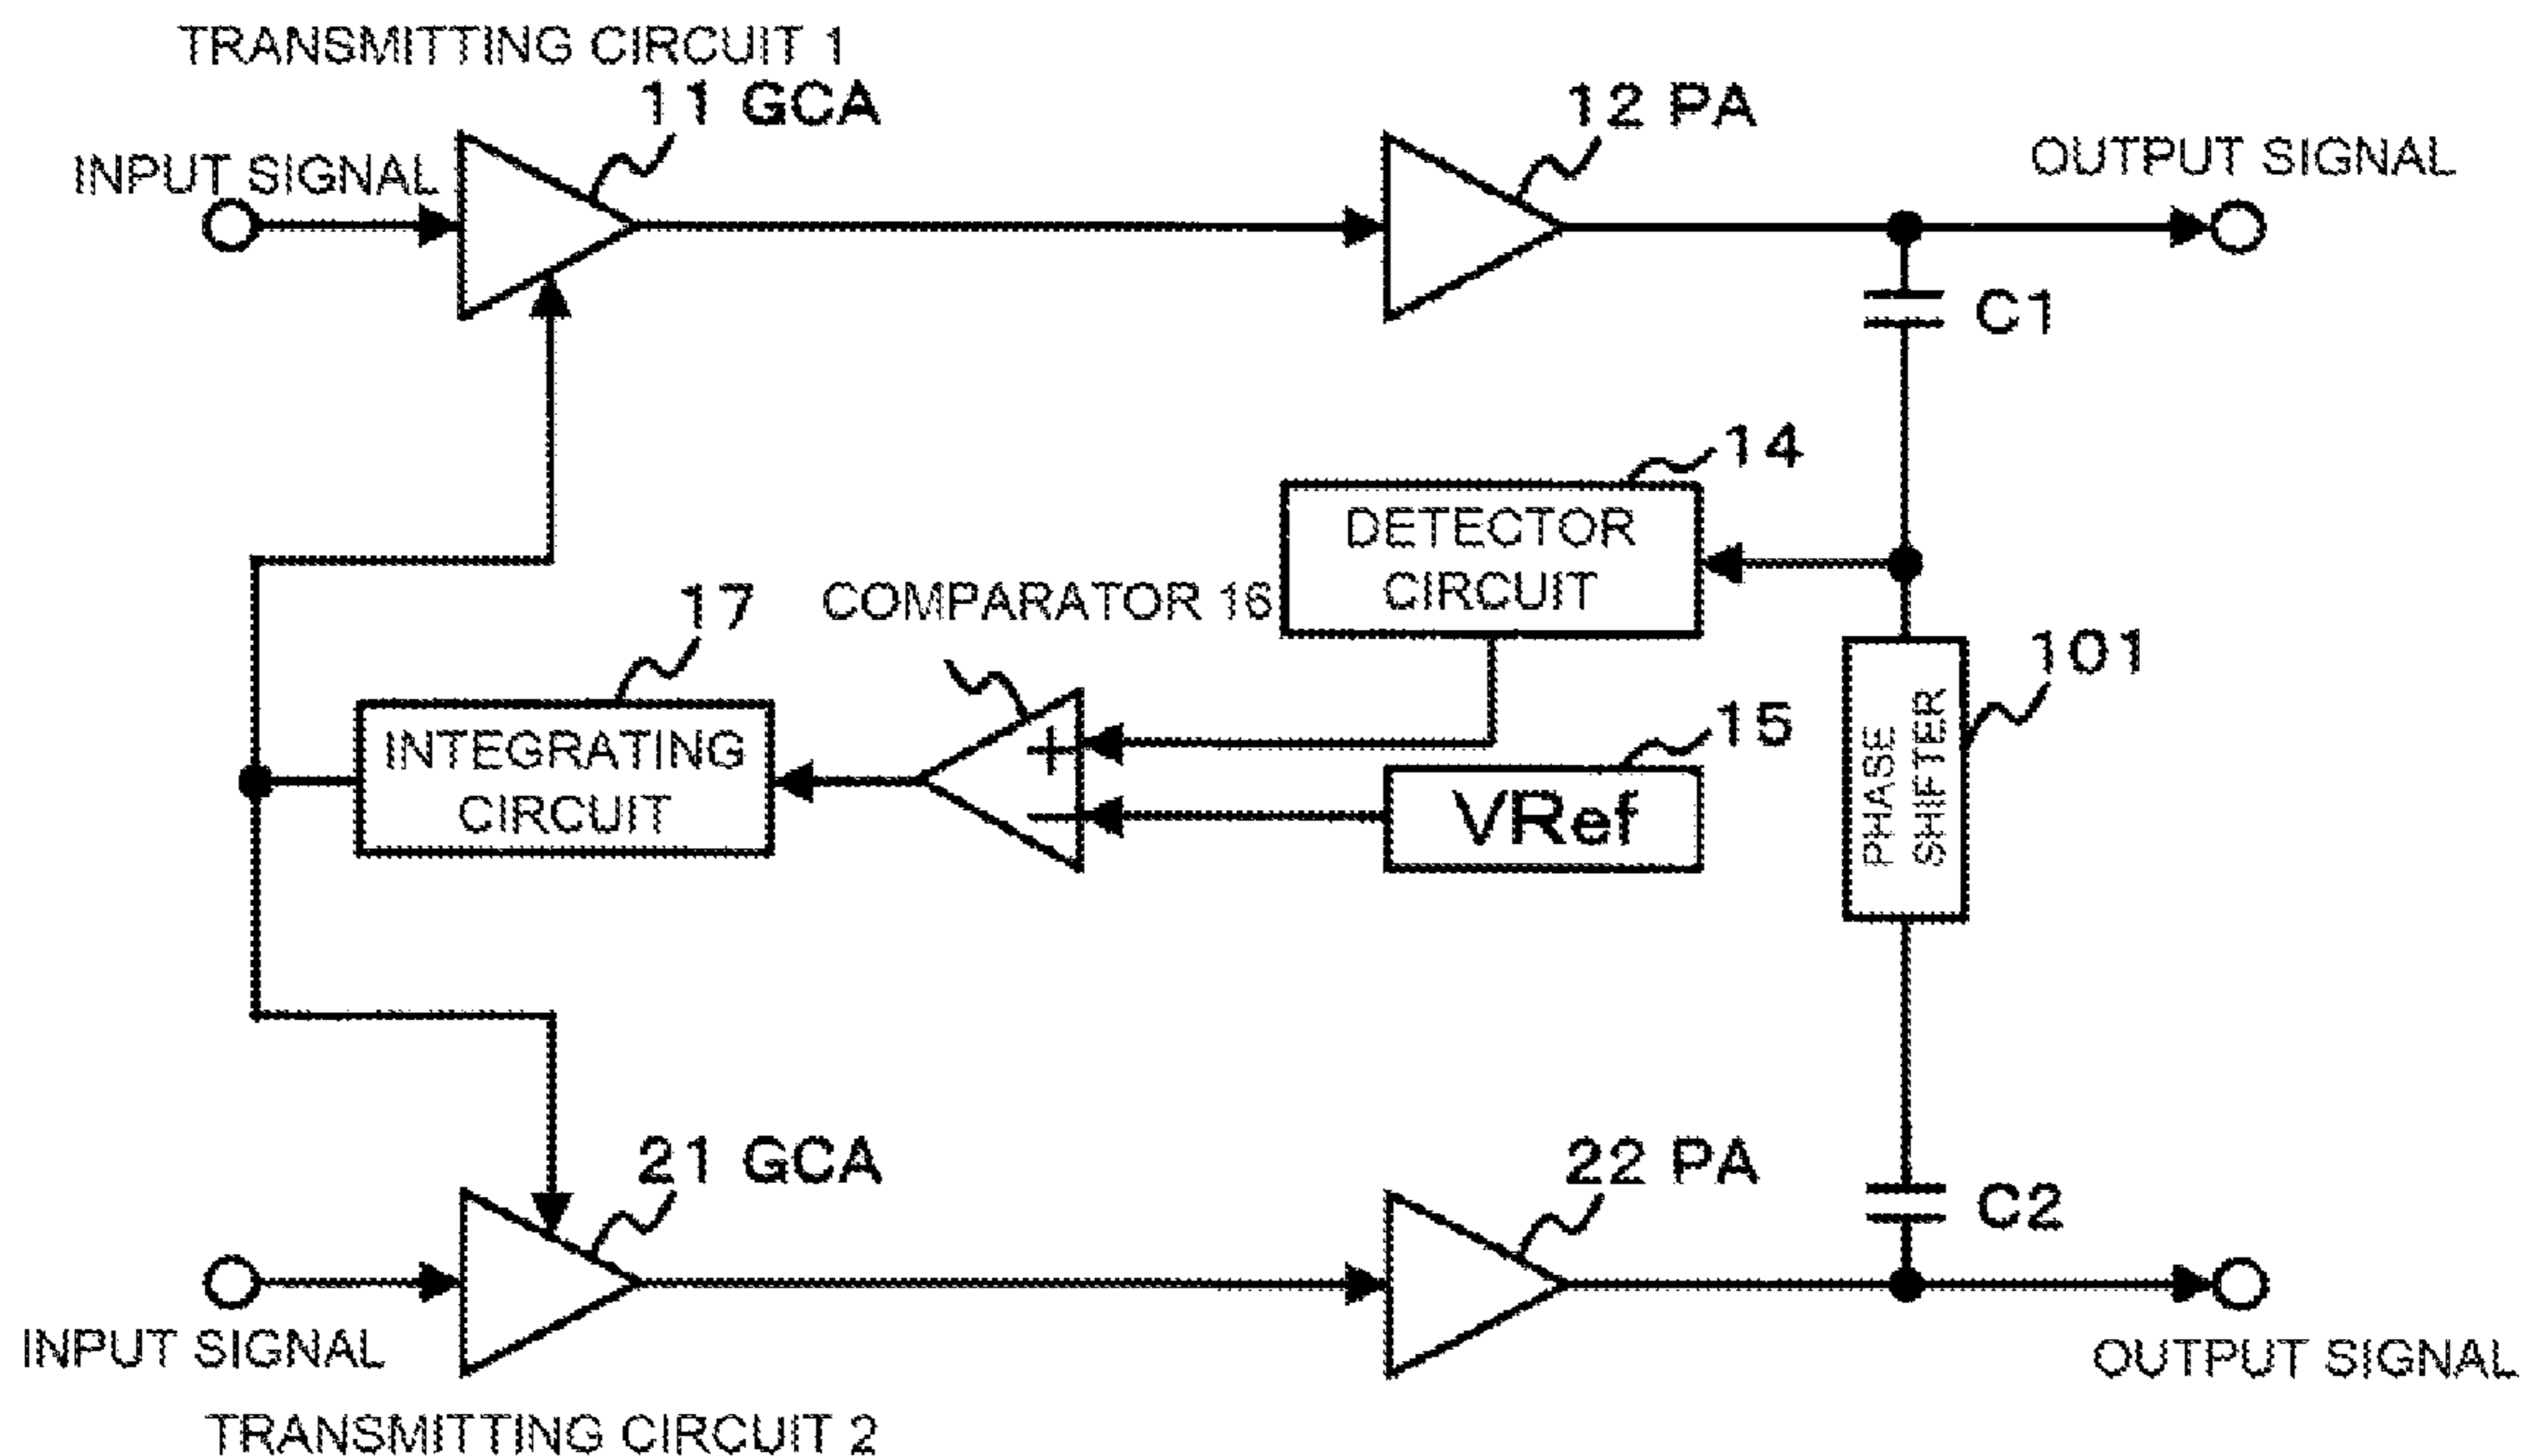 TRANSMITTING CIRCUIT 1
11 GCA
12 PA
INPUT SIGNAL
OUTPUT SIGNAL
C1
14
DETECTOR
CIRCUIT
17
COMPARATOR 16
101
INTEGRATING
CIRCUIT
+
15
−
VRef
PHASE
SHIFTER
21 GCA
22 PA
C2
INPUT SIGNAL
OUTPUT SIGNAL
TRANSMITTING CIRCUIT 2